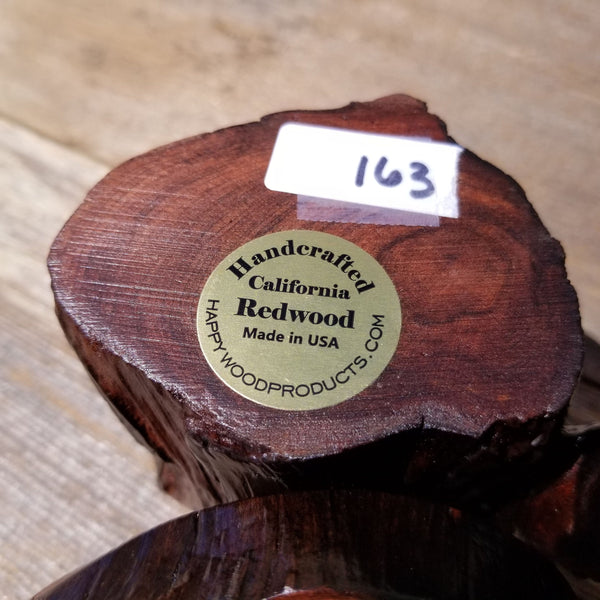 163
Handcrafted
California
Redwood
Made in USA
HAPPYWOODPRODUCTS.COM